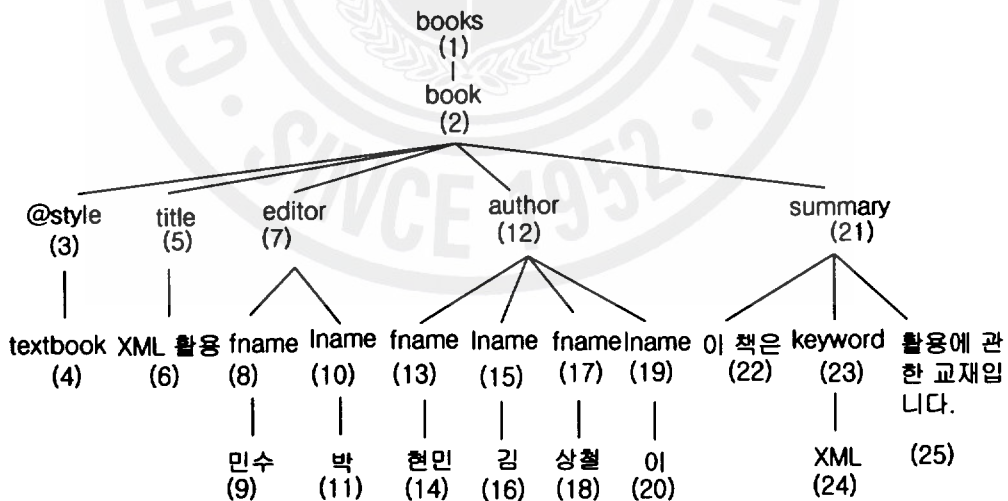 books
(1)
book
(2)
@style title editor author summary
(3) (5) (7) (12) (21)
textbook XML 활용 fname lname fname lname fname lname 이 책은 keyword 활용에 관
(4) (6) (8) (10) (13) (15) (17) (19) (22) (23) 한 교재입
니다.
민수 박 현민 김 상철 이 XML (25)
(9) (11) (14) (16) (18) (20) (24)
SINCE 1952